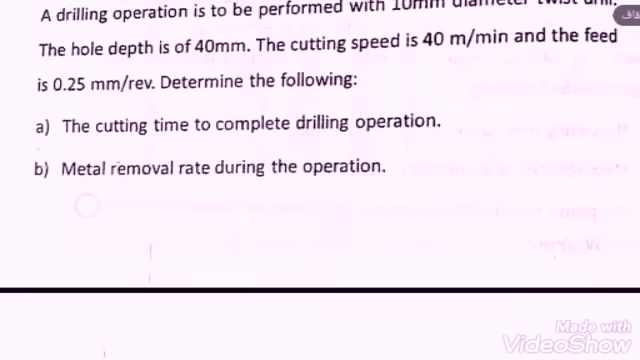 A drilling operation is to be performed with 10mm diameter twist drill.
The hole depth is of 40mm. The cutting speed is 40 m/min and the feed
is 0.25 mm/rev. Determine the following:
a) The cutting time to complete drilling operation.
b) Metal removal rate during the operation.
Made with
VideoShow